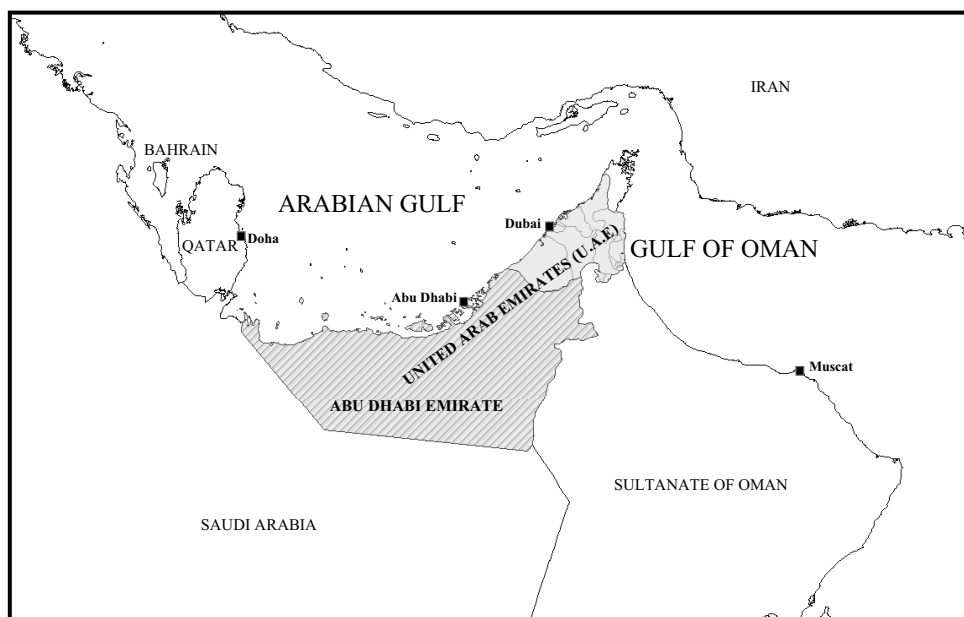 IRAN
BAHRAIN
ARABIAN GULF
Dubai
QATAR
Doha
GULF OF OMAN
UNITED ARAB EMIRATES (U.A.E)
Abu Dhabi
Muscat
ABU DHABI EMIRATE
SULTANATE OF OMAN
SAUDI ARABIA